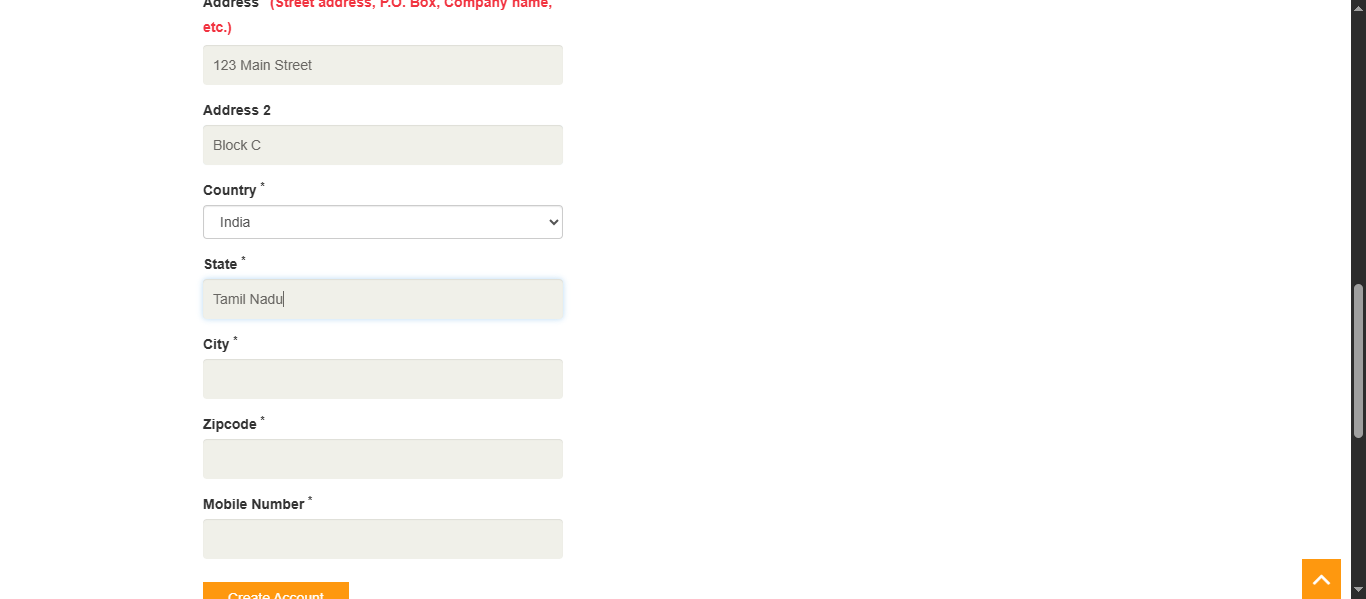 Address * (Street address, P.O. Box, Company name,
etc.)
123 Main Street
Address 2
Block C
Country *
India
State *
Tamil Nadu
City *
Zipcode *
Mobile Number *
Create Account